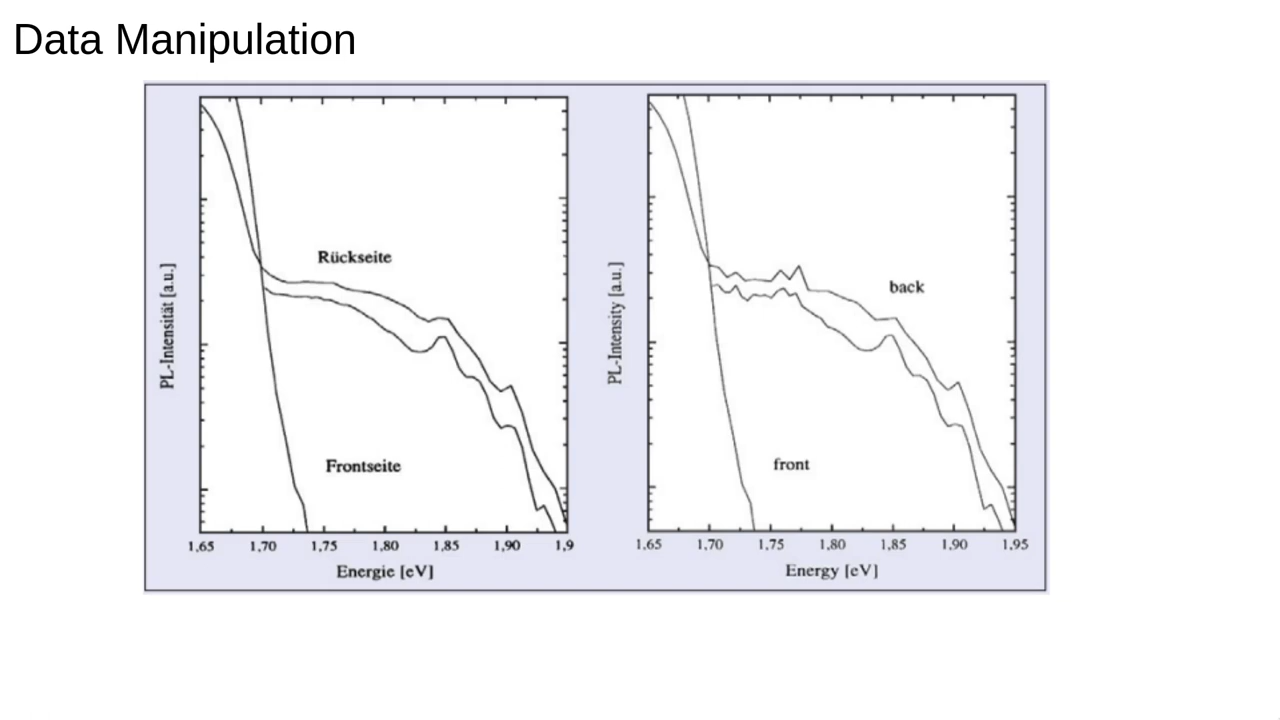 Data Manipulation
PL-Intensität [a.u.]
Rückseite
Frontseite
1,65 1,70 1,75 1,80 1,85 1,90 1,9
Energie [eV]
PL-Intensity [a.u.]
back
front
1,65 1,70 1,75 1,80 1,85 1,90 1,95
Energy [eV]